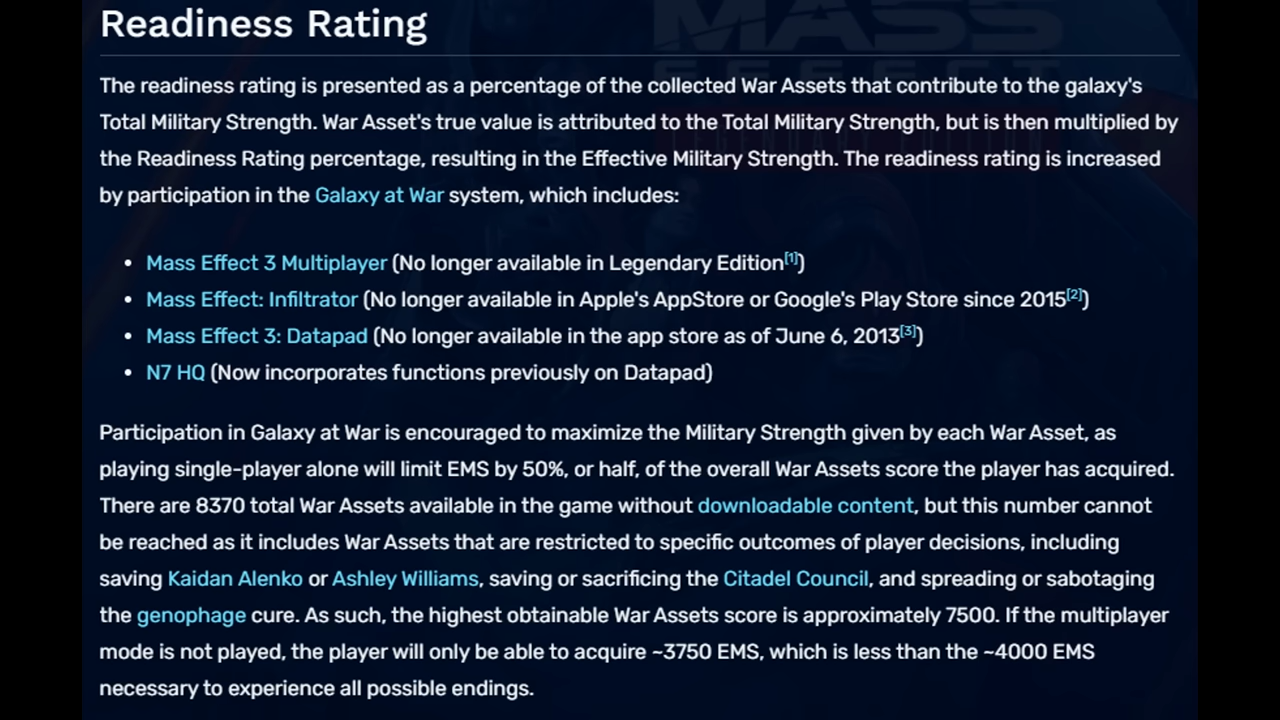 Readiness Rating
The readiness rating is presented as a percentage of the collected War Assets that contribute to the galaxy's
Total Military Strength. War Asset's true value is attributed to the Total Military Strength, but is then multiplied by
the Readiness Rating percentage, resulting in the Effective Military Strength. The readiness rating is increased
by participation in the Galaxy at War system, which includes:
• Mass Effect 3 Multiplayer (No longer available in Legendary Edition[1])
• Mass Effect: Infiltrator (No longer available in Apple's AppStore or Google's Play Store since 2015[2])
• Mass Effect 3: Datapad (No longer available in the app store as of June 6, 2013[3])
• N7 HQ (Now incorporates functions previously on Datapad)
Participation in Galaxy at War is encouraged to maximize the Military Strength given by each War Asset, as
playing single-player alone will limit EMS by 50%, or half, of the overall War Assets score the player has acquired.
There are 8370 total War Assets available in the game without downloadable content, but this number cannot
be reached as it includes War Assets that are restricted to specific outcomes of player decisions, including
saving Kaidan Alenko or Ashley Williams, saving or sacrificing the Citadel Council, and spreading or sabotaging
the genophage cure. As such, the highest obtainable War Assets score is approximately 7500. If the multiplayer
mode is not played, the player will only be able to acquire ~3750 EMS, which is less than the ~4000 EMS
necessary to experience all possible endings.
MASS
EFFECT